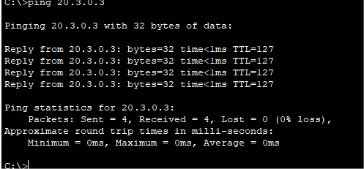 C:\>ping 20.3.0.3
Pinging 20.3.0.3 with 32 bytes of data:
Reply from 20.3.0.3: bytes=32 time<1ms TTL=127
Reply from 20.3.0.3: bytes=32 time<1ms TTL=127
Reply from 20.3.0.3: bytes=32 time<1ms TTL=127
Reply from 20.3.0.3: bytes=32 time<1ms TTL=127
Ping statistics for 20.3.0.3:
Packets: Sent = 4, Received = 4, Lost = 0 (0% loss),
Approximate round trip times in milli-seconds:
Minimum = 0ms, Maximum = 0ms, Average = 0ms
C:\>